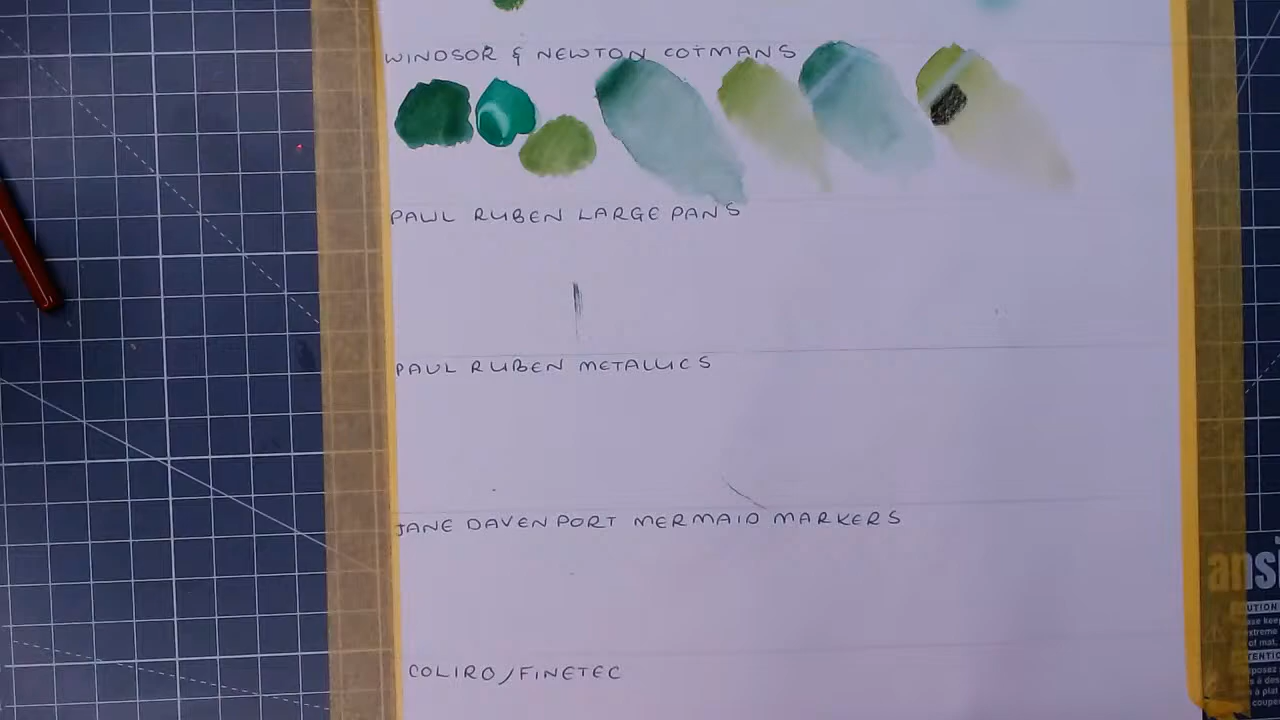 WINDSOR & NEWTON COTMANS
PAUL RUBEN LARGE PANS
PAUL RUBEN METALLICS
JANE DAVENPORT MERMAID MARKERS
COLIRO/FINETEC